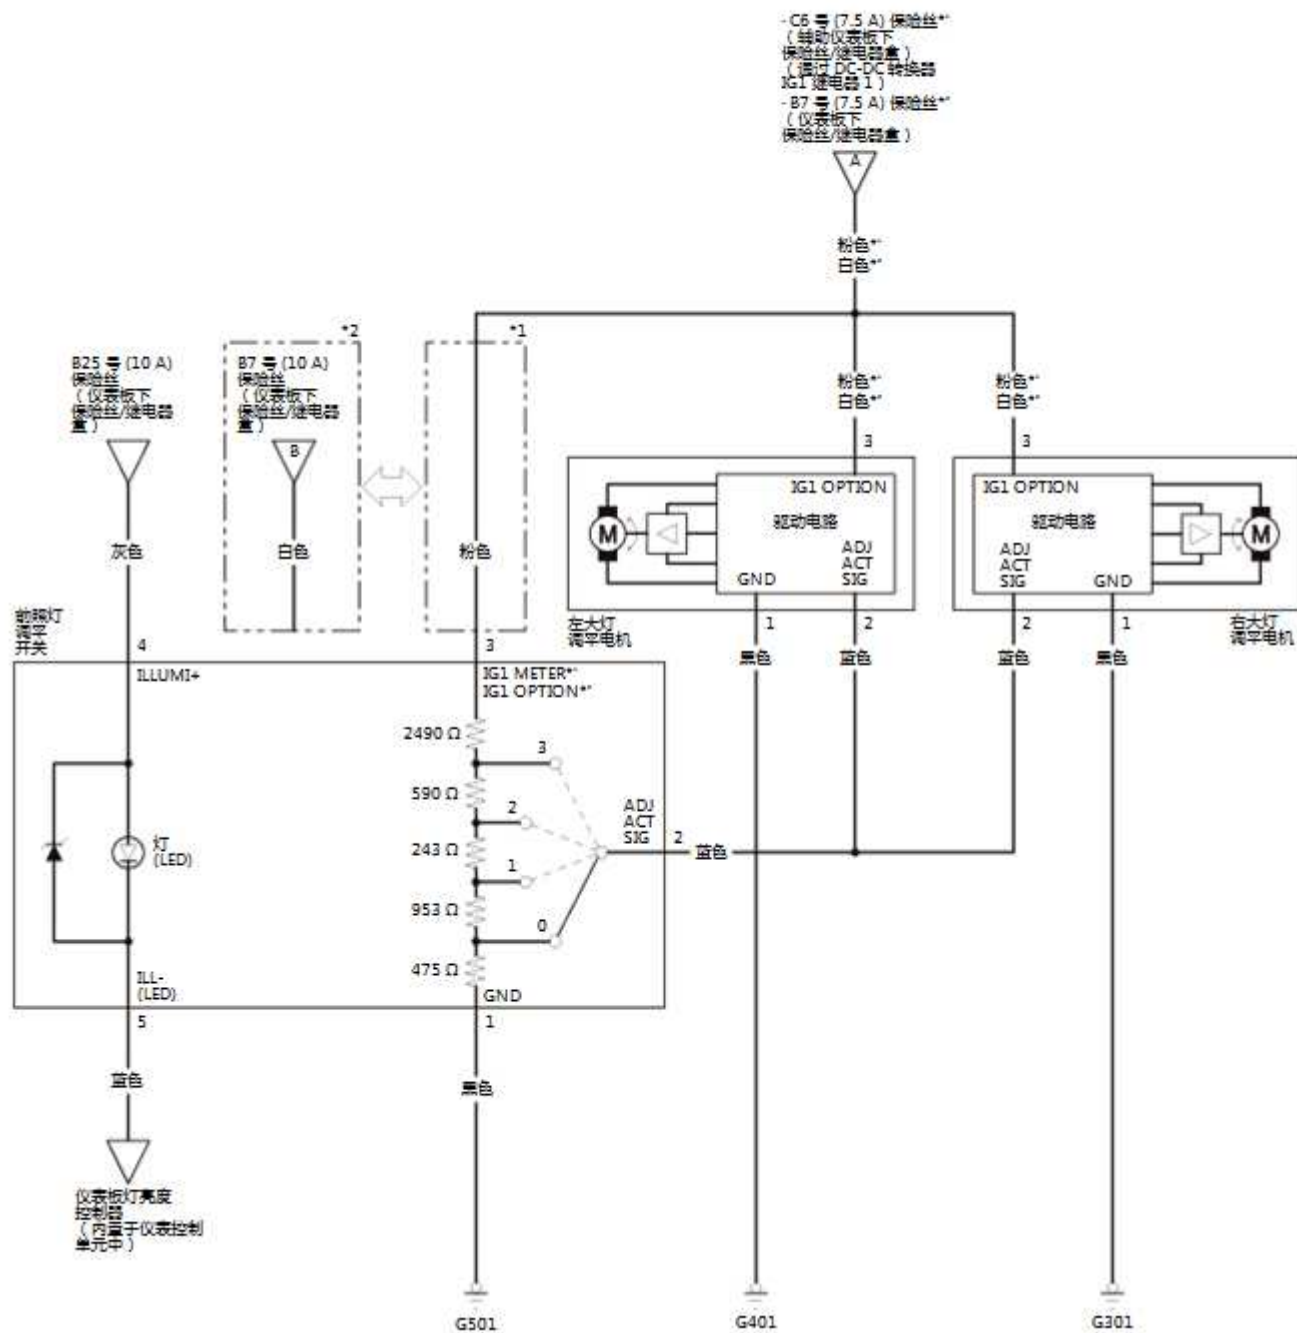 - C6 号 (7.5 A) 保险丝*
( 辅助仪表板下
保险丝/继电器盒 )
( 通过 DC-DC 转换器
IG1 继电器 1 )
- B7 号 (7.5 A) 保险丝*
( 仪表板下
保险丝/继电器盒 )
A
粉色*
白色*
*2
*1
B25 号 (10 A)
保险丝
( 仪表板下
保险丝/继电器
盒 )
B7 号 (10 A)
保险丝
( 仪表板下
保险丝/继电器
盒 )
B
粉色*
白色*
粉色*
白色*
3
3
IG1 OPTION
驱动电路
ADJ
ACT
SIG
GND
M
IG1 OPTION
驱动电路
ADJ
ACT
SIG
GND
M
灰色
白色
粉色
左大灯
调平电机
1
2
2
1
右大灯
调平电机
黑色
蓝色
蓝色
黑色
前照灯
调平
开关
4
3
ILLUMI+
IG1 METER*
IG1 OPTION*
2490 Ω
3
590 Ω
2
243 Ω
1
953 Ω
0
475 Ω
ADJ
ACT
SIG
2
蓝色
灯
(LED)
ILL-
(LED)
GND
5
1
蓝色
黑色
仪表板灯亮度
控制器
( 内置于仪表控制
单元中 )
G501
G401
G301